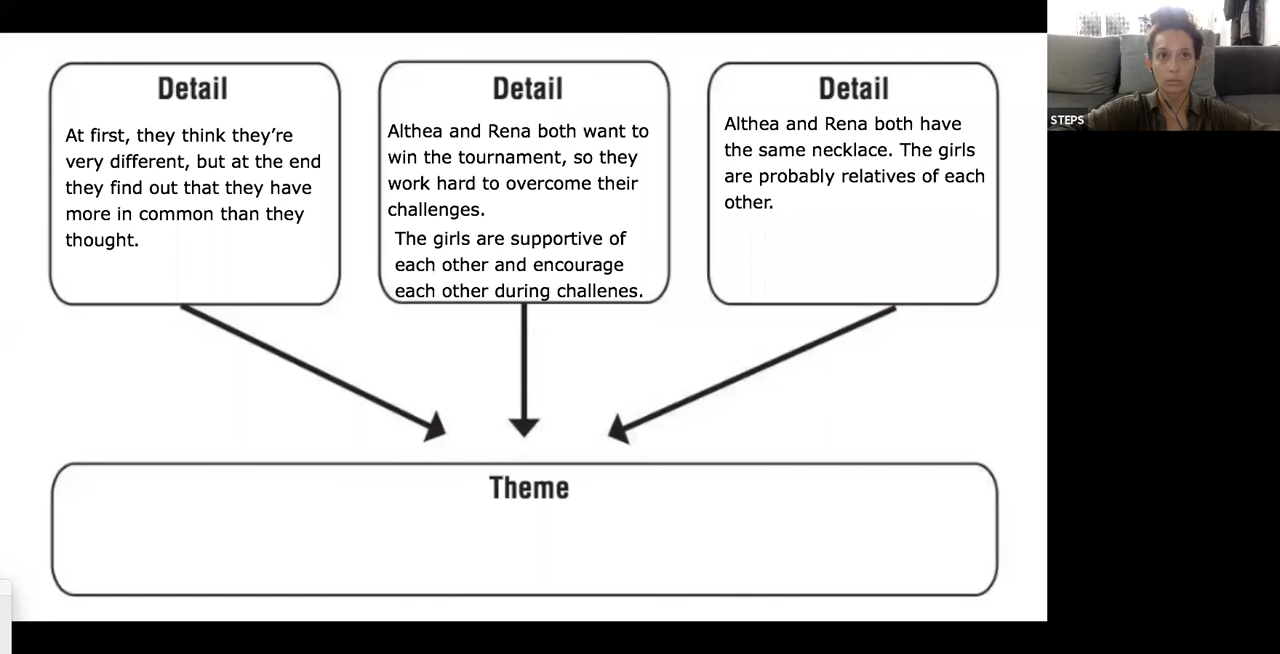 Detail
At first, they think they're
very different, but at the end
they find out that they have
more in common than they
thought.
Detail
Althea and Rena both want to
win the tournament, so they
work hard to overcome their
challenges.
The girls are supportive of
each other and encourage
each other during challenes.
Detail
Althea and Rena both have
the same necklace. The girls
are probably relatives of each
other.
Theme
STEPS